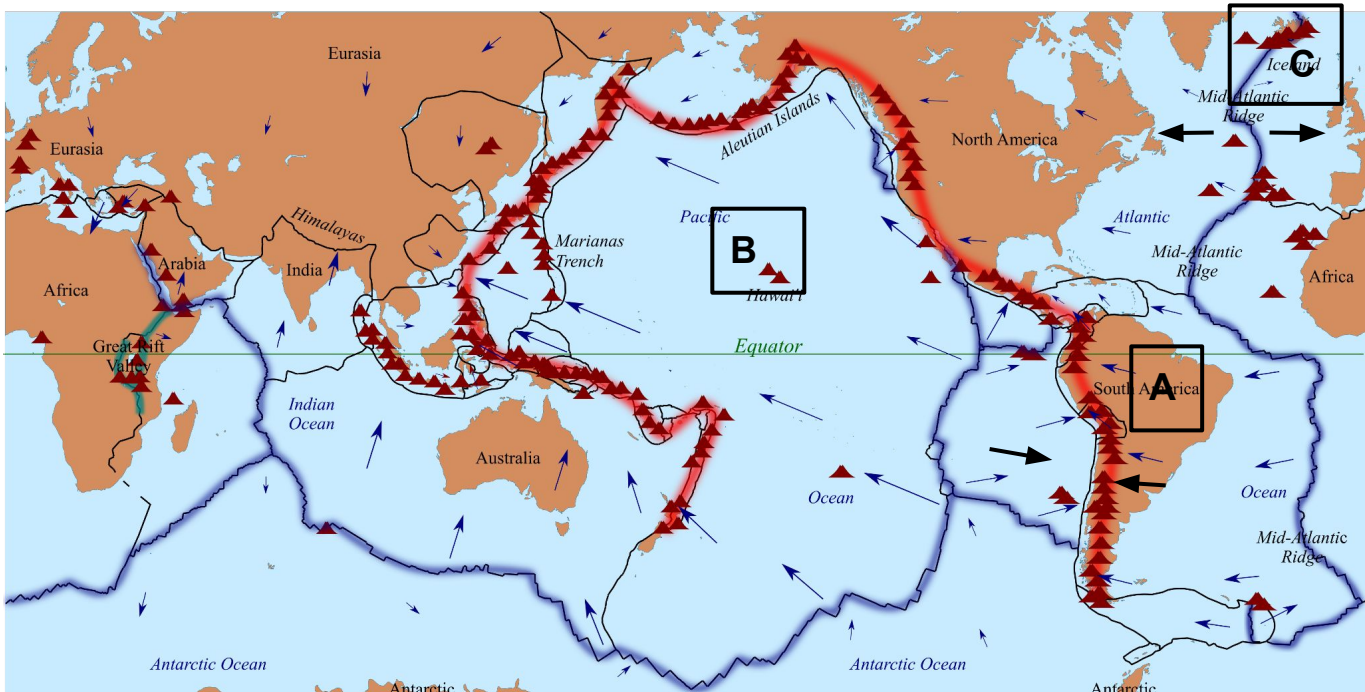 Eurasia
Eurasia
Himalayas
Arabia
India
Africa
Great Rift
Valley
Indian
Ocean
Marianas
Trench
Australia
Aleutian Islands
Pacific
B
Hawai'i
Equator
Ocean
North America
Iceland
C
Mid-Atlantic
Ridge
Atlantic
Mid-Atlantic
Ridge
Africa
South America
A
Ocean
Mid-Atlantic
Ridge
Antarctic Ocean
Antarctic Ocean
Antarctic
Antarctic